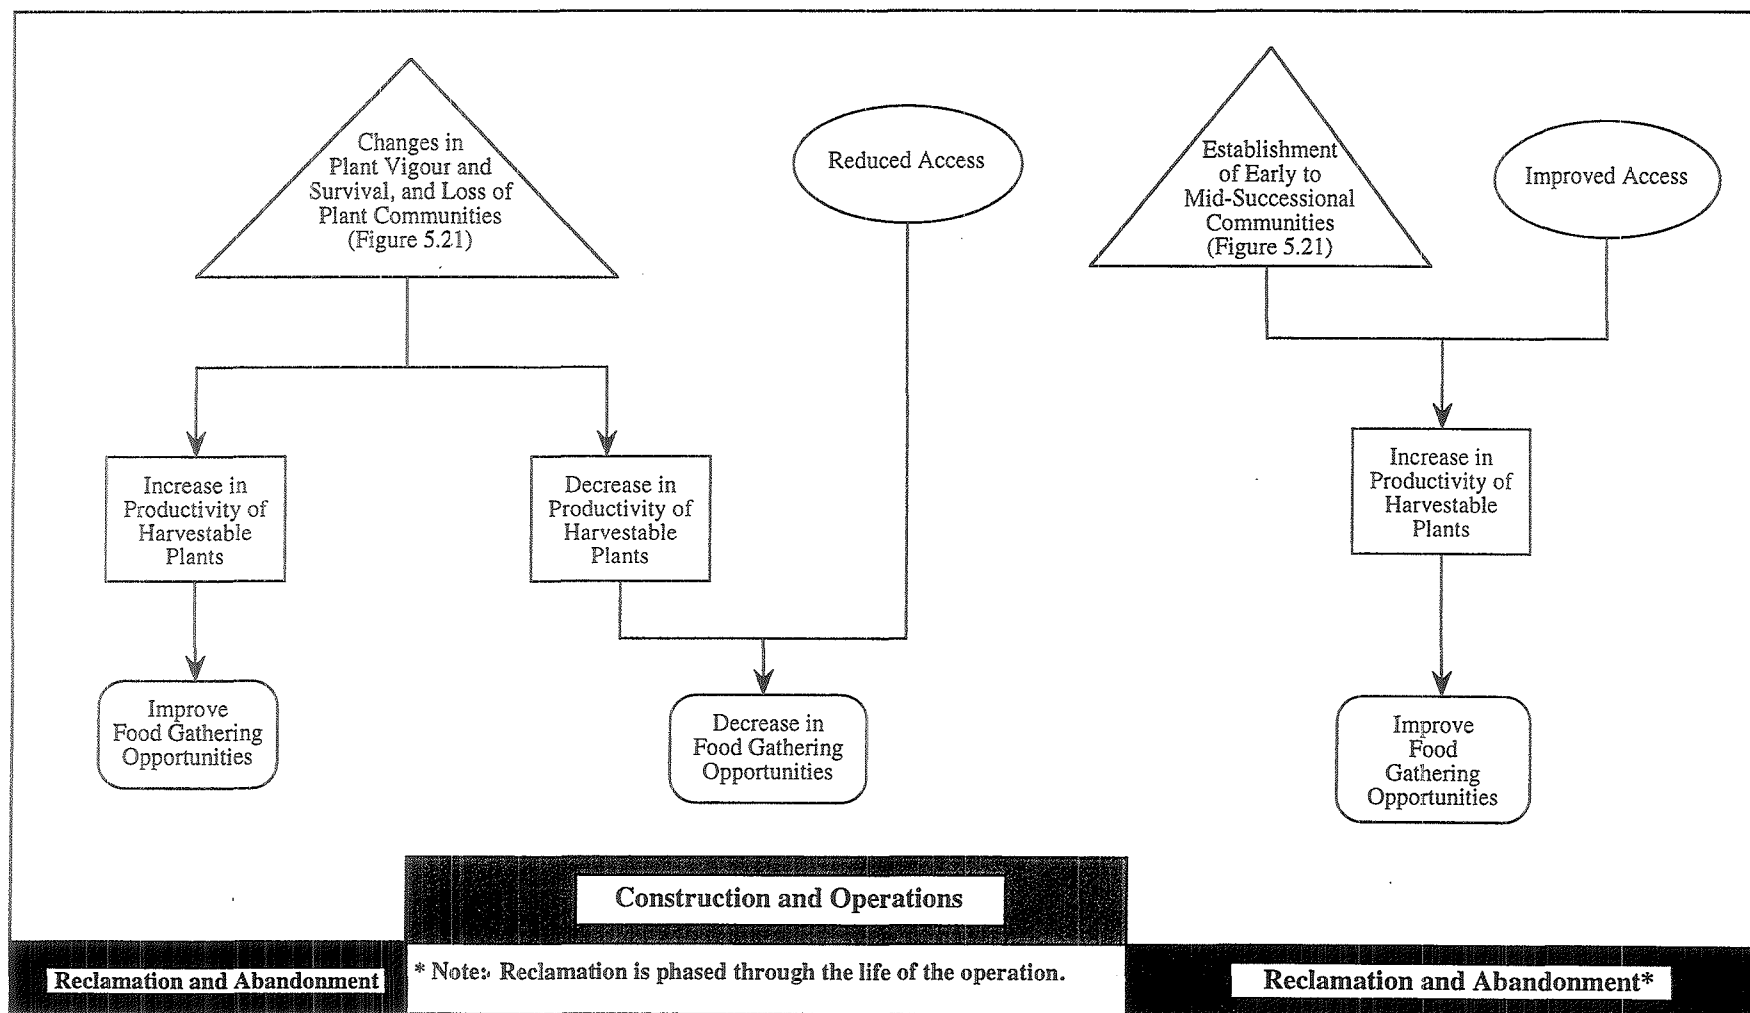 Changes in
Plant Vigour and
Survival, and Loss of
Plant Communities
(Figure 5.21)
Reduced Access
Establishment
of Early to
Mid-Successional
Communities
(Figure 5.21)
Improved Access
Increase in
Productivity of
Harvestable
Plants
Decrease in
Productivity of
Harvestable
Plants
Increase in
Productivity of
Harvestable
Plants
Improve
Food Gathering
Opportunities
Decrease in
Food Gathering
Opportunities
Improve
Food
Gathering
Opportunities
Construction and Operations
Reclamation and Abandonment
* Note: Reclamation is phased through the life of the operation.
Reclamation and Abandonment*